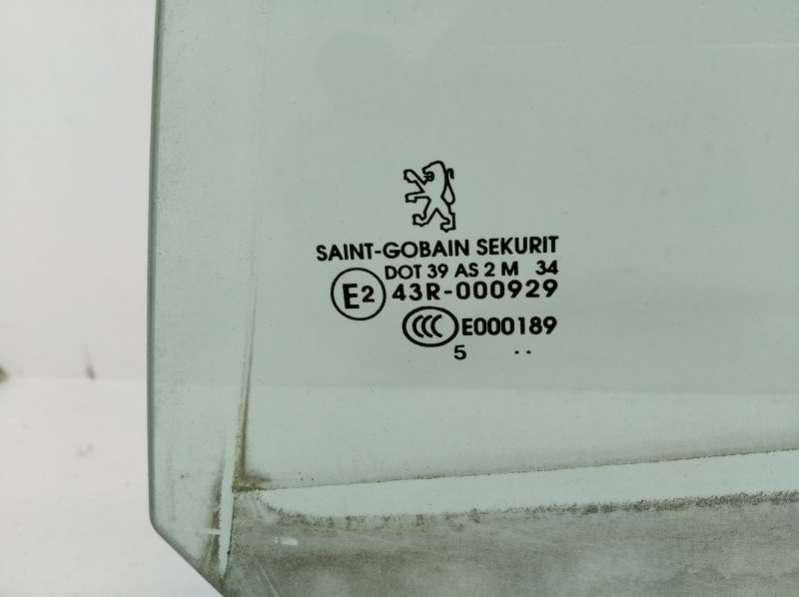 SAINT-GOBAIN SEKURIT
DOT 39 AS 2 M 34
E2 43R-000929
CCC E000189
5 ..